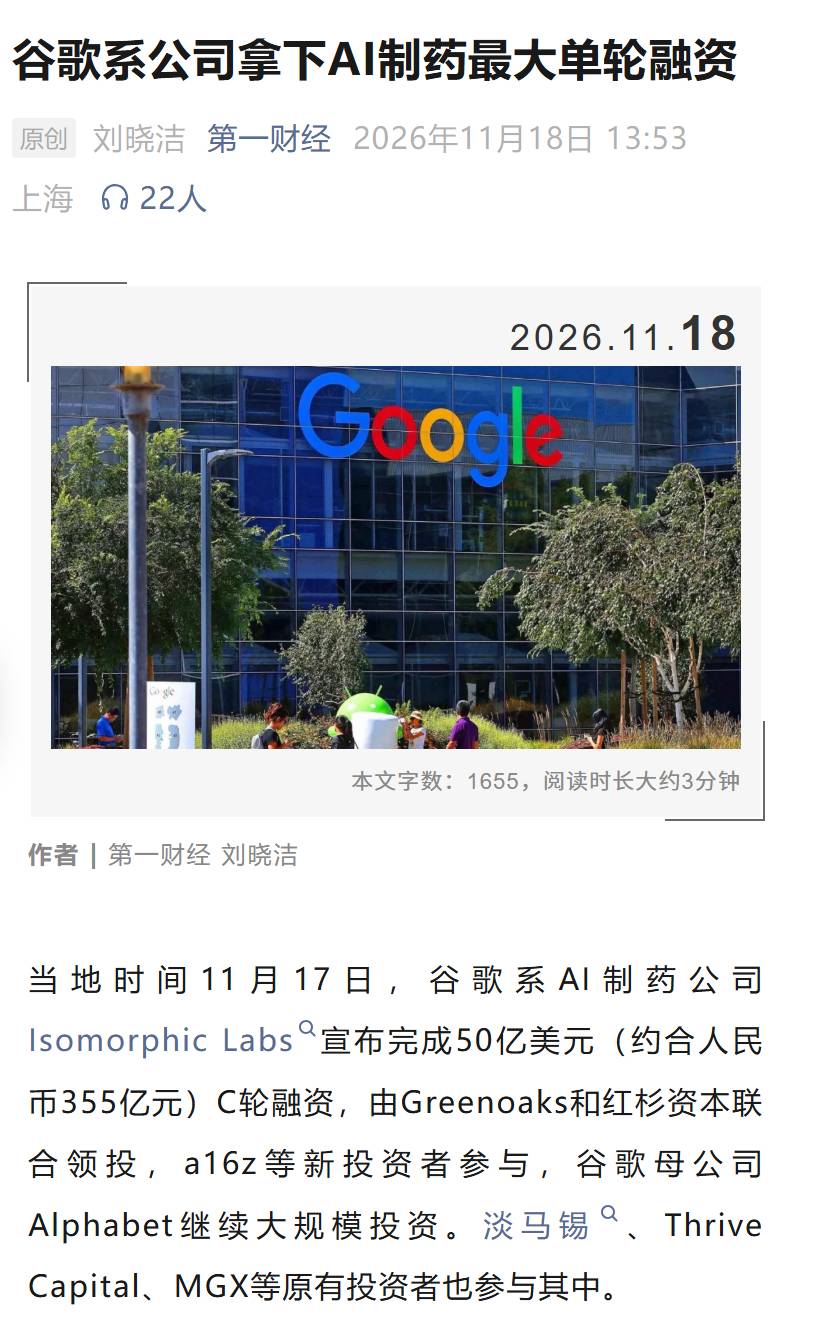 谷歌系公司拿下AI制药最大单轮融资
原创 刘晓洁 第一财经 2026年11月18日 13:53
上海 22人
2026.11.18
Google
Google
本文字数：1655，阅读时长大约3分钟
作者 | 第一财经 刘晓洁
当地时间11月17日，谷歌系AI制药公司
Isomorphic Labs宣布完成50亿美元（约合人民
币355亿元）C轮融资，由Greenoaks和红杉资本联
合领投，a16z等新投资者参与，谷歌母公司
Alphabet继续大规模投资。淡马锡、Thrive
Capital、MGX等原有投资者也参与其中。